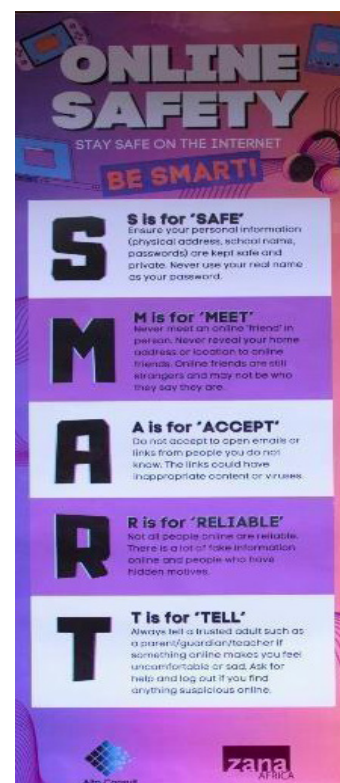 ONLINE
SAFETY
STAY SAFE ON THE INTERNET
BE SMART!
S
S is for 'SAFE'
Ensure your personal information
(physical address, school name,
passwords) are kept safe and
private. Never use your real name
as your password.
M
M is for 'MEET'
Never meet an online 'friend' in
person. Never reveal your home
address or location to online
friends. Online friends are still
strangers and may not be who
they say they are.
A
A is for 'ACCEPT'
Do not accept to open emails or
links from people you do not
know. The links could have
inappropriate content or viruses.
R
R is for 'RELIABLE'
Not all people online are reliable.
There is a lot of fake information
online and people who have
hidden motives.
T
T is for 'TELL'
Always tell a trusted adult such as
a parent/guardian/teacher if
something online makes you feel
uncomfortable or sad. Ask for
help and log out if you find
anything suspicious online.
zana
AFRICA